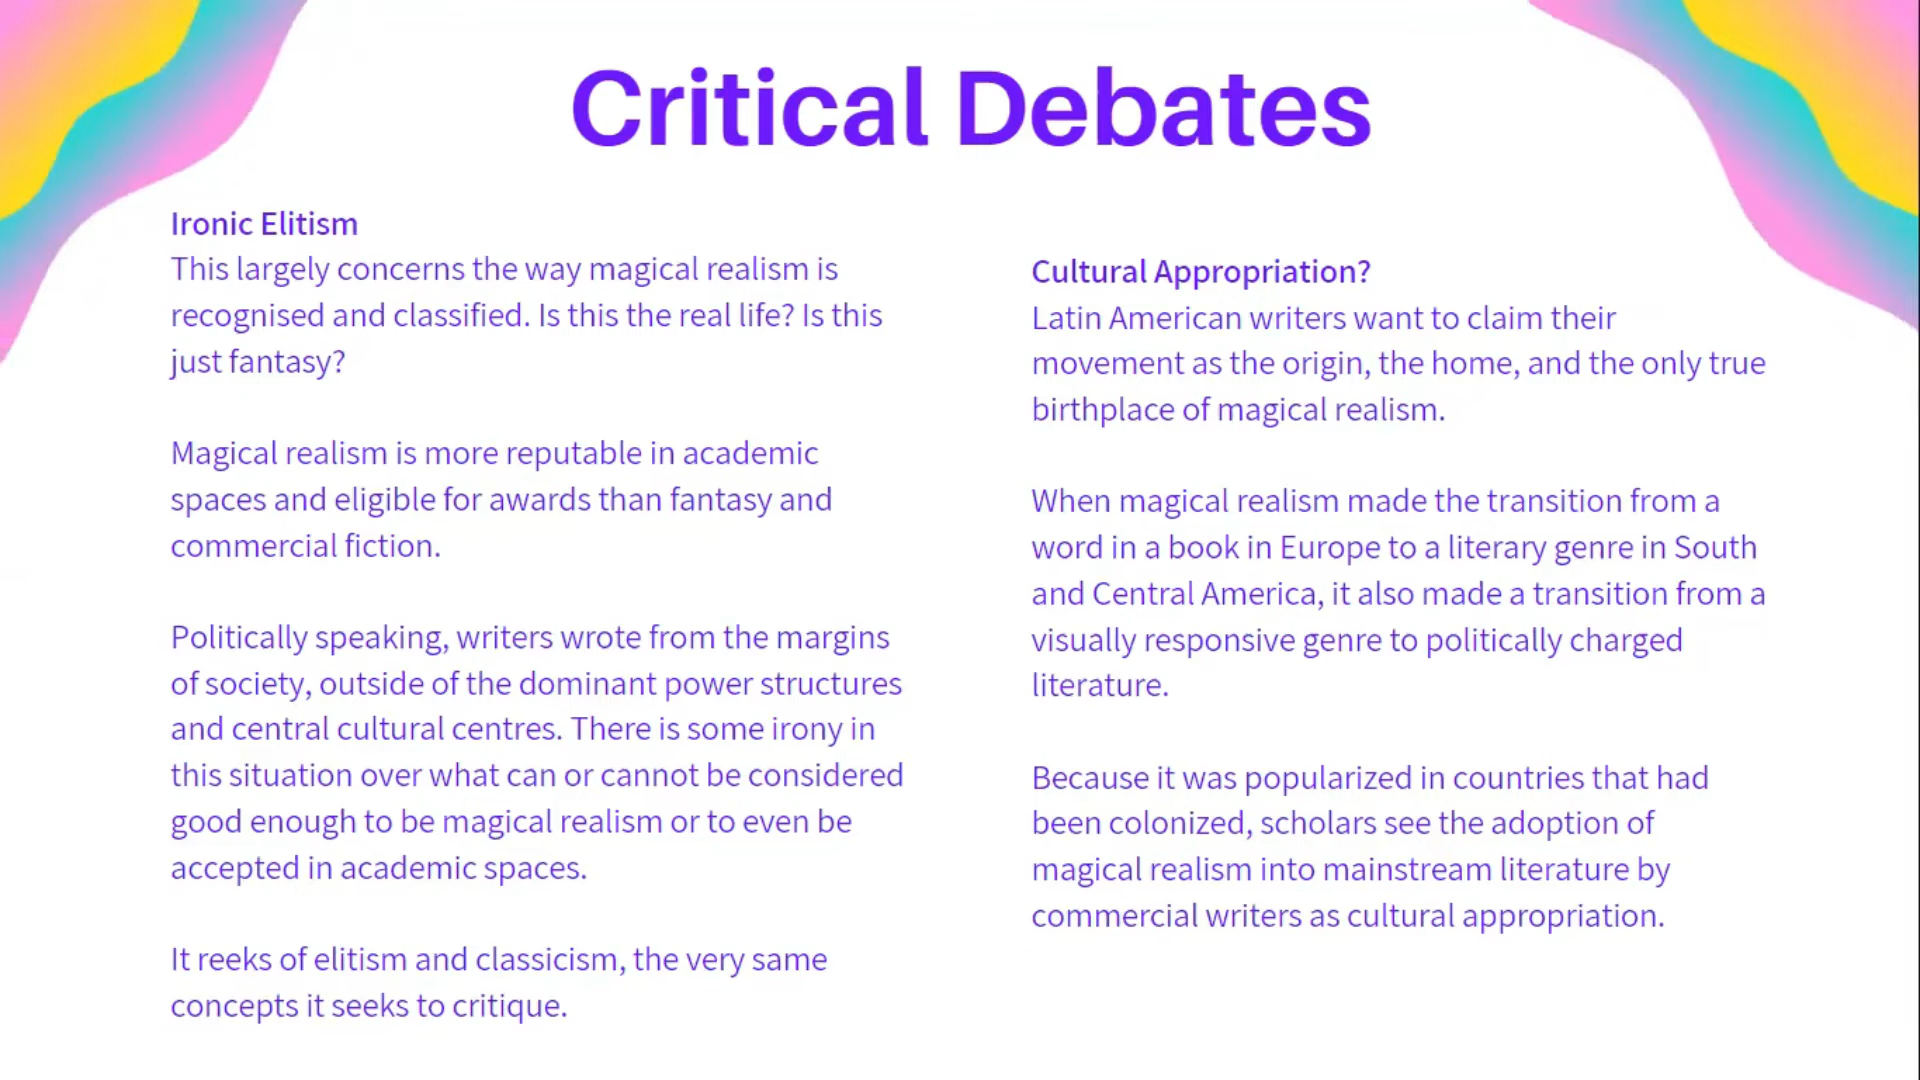 Critical Debates
Ironic Elitism
This largely concerns the way magical realism is
recognised and classified. Is this the real life? Is this
just fantasy?
Magical realism is more reputable in academic
spaces and eligible for awards than fantasy and
commercial fiction.
Politically speaking, writers wrote from the margins
of society, outside of the dominant power structures
and central cultural centres. There is some irony in
this situation over what can or cannot be considered
good enough to be magical realism or to even be
accepted in academic spaces.
It reeks of elitism and classicism, the very same
concepts it seeks to critique.
Cultural Appropriation?
Latin American writers want to claim their
movement as the origin, the home, and the only true
birthplace of magical realism.
When magical realism made the transition from a
word in a book in Europe to a literary genre in South
and Central America, it also made a transition from a
visually responsive genre to politically charged
literature.
Because it was popularized in countries that had
been colonized, scholars see the adoption of
magical realism into mainstream literature by
commercial writers as cultural appropriation.